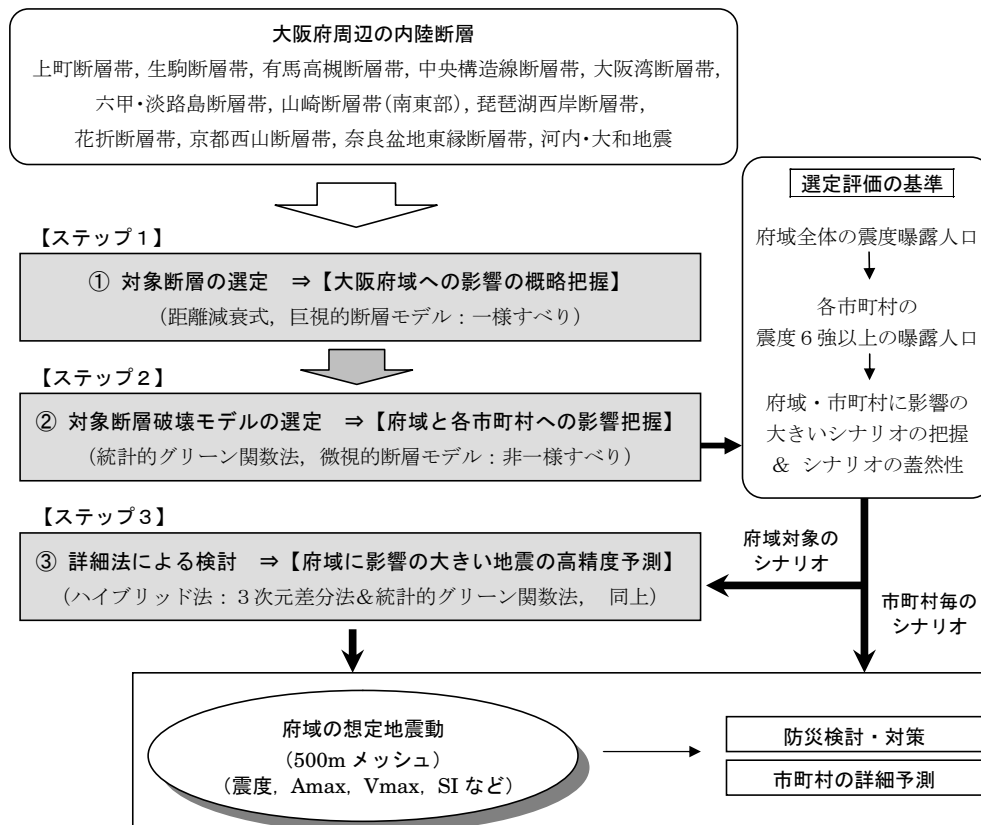 大阪府周辺の内陸断層
上町断層帯, 生駒断層帯, 有馬高槻断層帯, 中央構造線断層帯, 大阪湾断層帯,
六甲・淡路島断層帯, 山崎断層帯(南東部), 琵琶湖西岸断層帯,
花折断層帯, 京都西山断層帯, 奈良盆地東縁断層帯, 河内・大和地震
【ステップ１】
① 対象断層の選定　⇒【大阪府域への影響の概略把握】
(距離減衰式，巨視的断層モデル：一様すべり)
【ステップ２】
② 対象断層破壊モデルの選定　⇒【府域と各市町村への影響把握】
(統計的グリーン関数法，微視的断層モデル：非一様すべり)
【ステップ３】
③ 詳細法による検討　⇒【府域に影響の大きい地震の高精度予測】
(ハイブリッド法：３次元差分法＆統計的グリーン関数法，　同上)
選定評価の基準
府域全体の震度曝露人口
各市町村の
震度６強以上の曝露人口
府域・市町村に影響の
大きいシナリオの把握
＆ シナリオの蓋然性
府域対象の
シナリオ
市町村毎の
シナリオ
府域の想定地震動
(500m メッシュ)
(震度，Amax，Vmax，SI など)
防災検討・対策
市町村の詳細予測